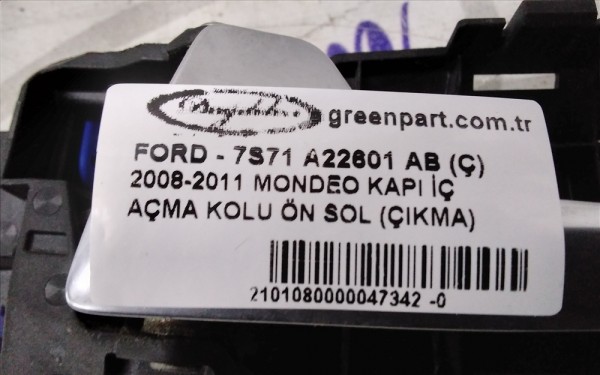 greenpart.com.tr
FORD - 7S71 A22601 AB (Ç)
2008-2011 MONDEO KAPI İÇ
AÇMA KOLU ÖN SOL (ÇIKMA)
2101080000047342 -0